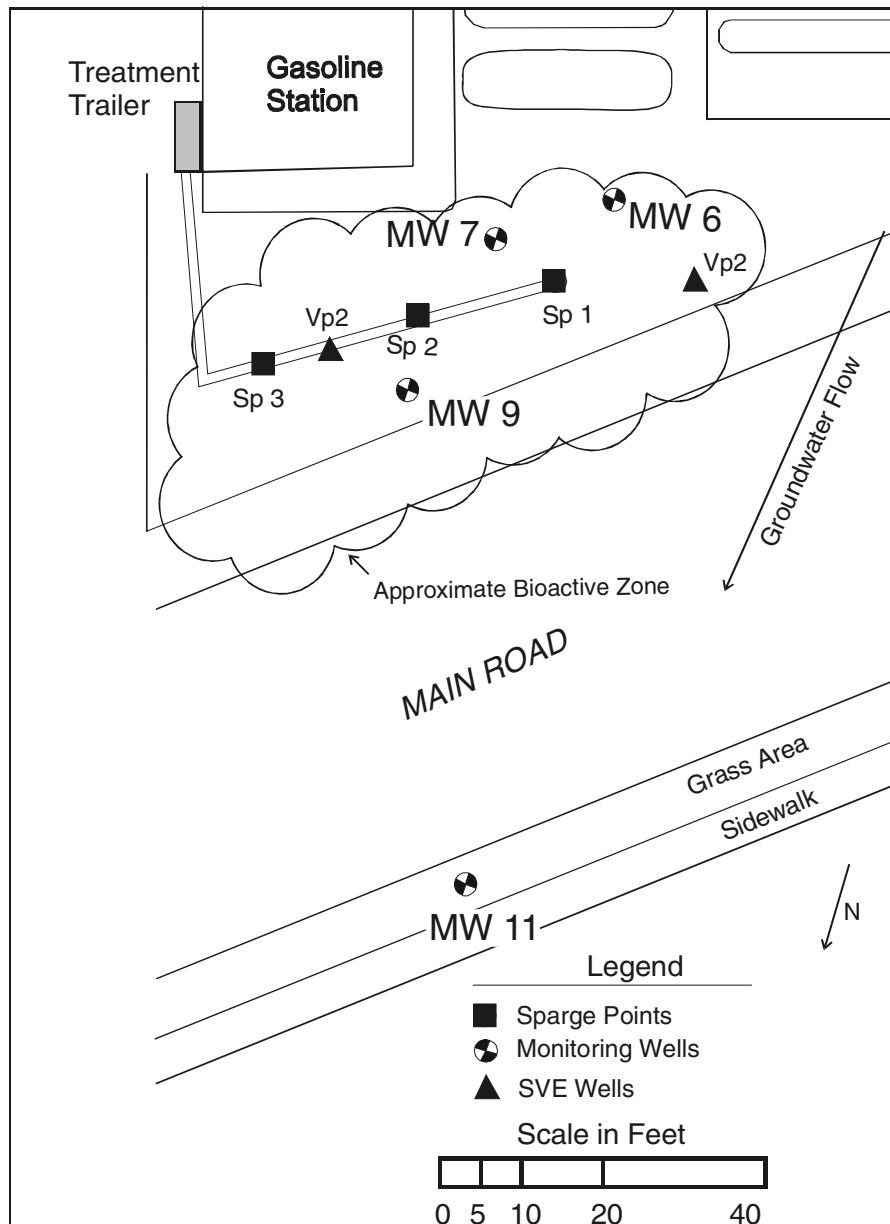 Treatment
Trailer
Gasoline
Station
MW 6
MW 7
Vp2
Sp 1
Vp2
Sp 2
Sp 3
MW 9
Groundwater Flow
Approximate Bioactive Zone
MAIN ROAD
Grass Area
Sidewalk
N
MW 11
Legend
Sparge Points
Monitoring Wells
SVE Wells
Scale in Feet
0 5 10 20 40